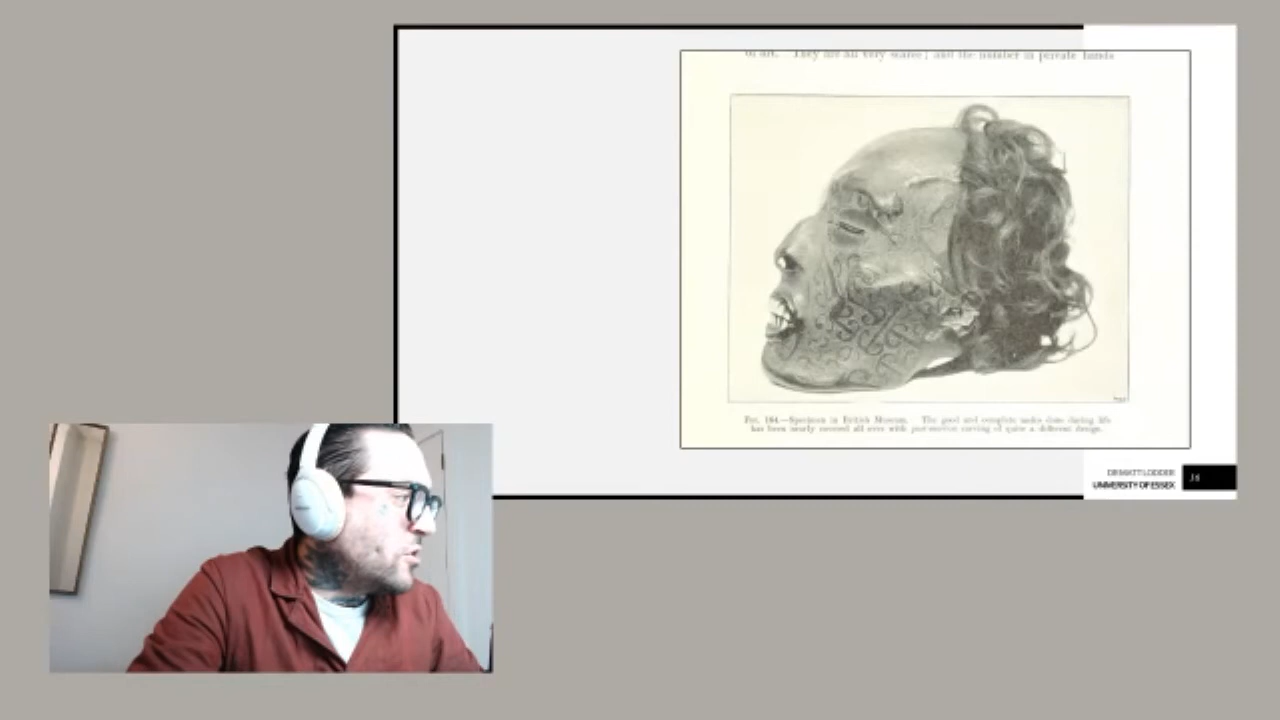 of art. They are all very scarce; and the number in private hands
Fig. 164.—Specimen in British Museum. The good and complete moko done during life
has been nearly covered all over with post-mortem carving of quite a different design.
DR MATT LODDER
UNIVERSITY OF ESSEX
16